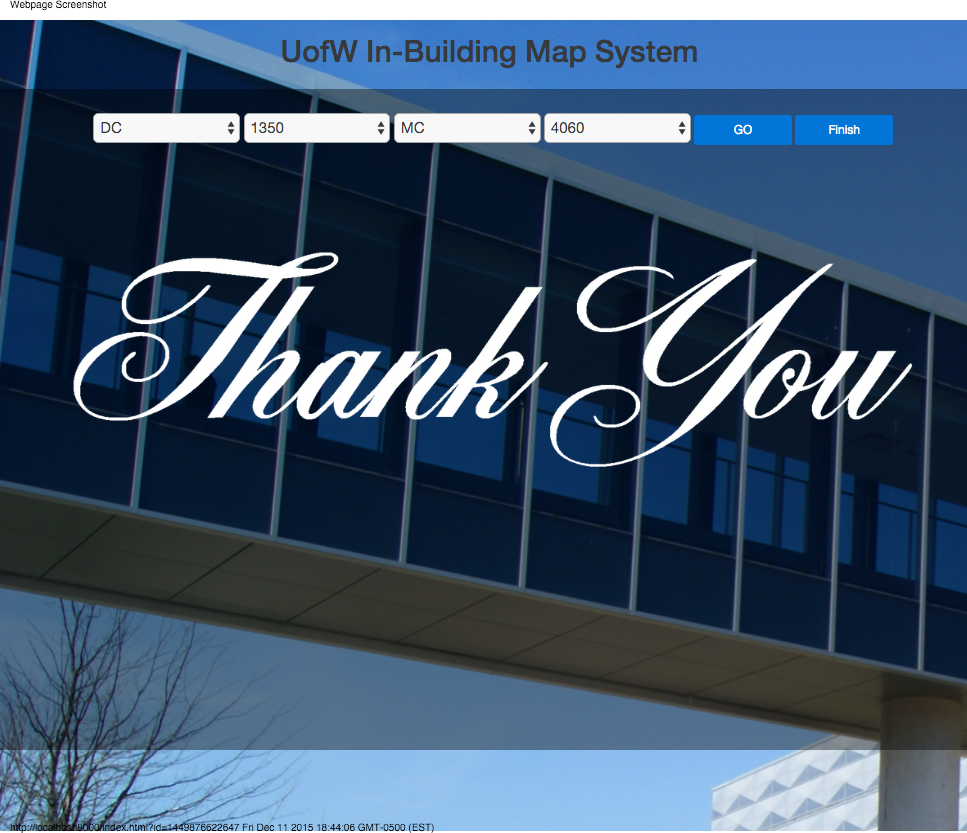 Webpage Screenshot
UofW In-Building Map System
DC 1350 MC 4060 GO Finish
Thank You
http://localhost:8000/index.html?id=1449876622647 Fri Dec 11 2015 18:44:06 GMT-0500 (EST)